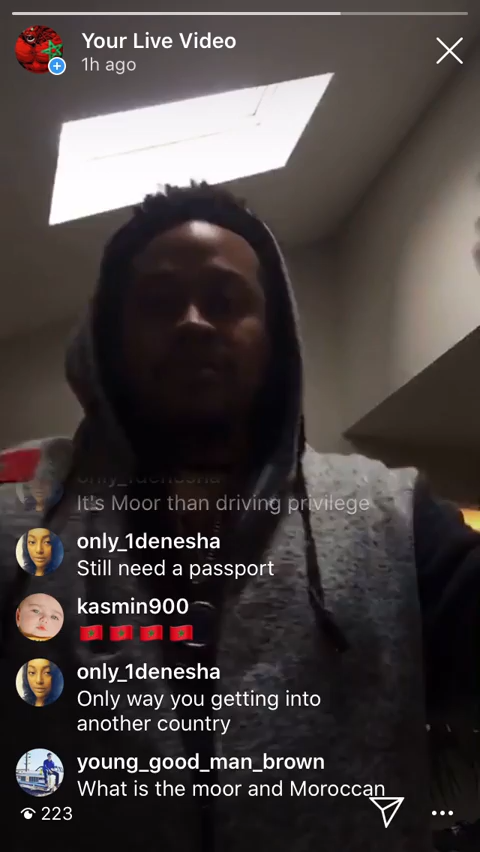 Your Live Video
1h ago
only_1denesha
It's Moor than driving privilege
only_1denesha
Still need a passport
kasmin900
🇲🇦 🇲🇦 🇲🇦 🇲🇦
only_1denesha
Only way you getting into
another country
young_good_man_brown
What is the moor and Moroccan
223